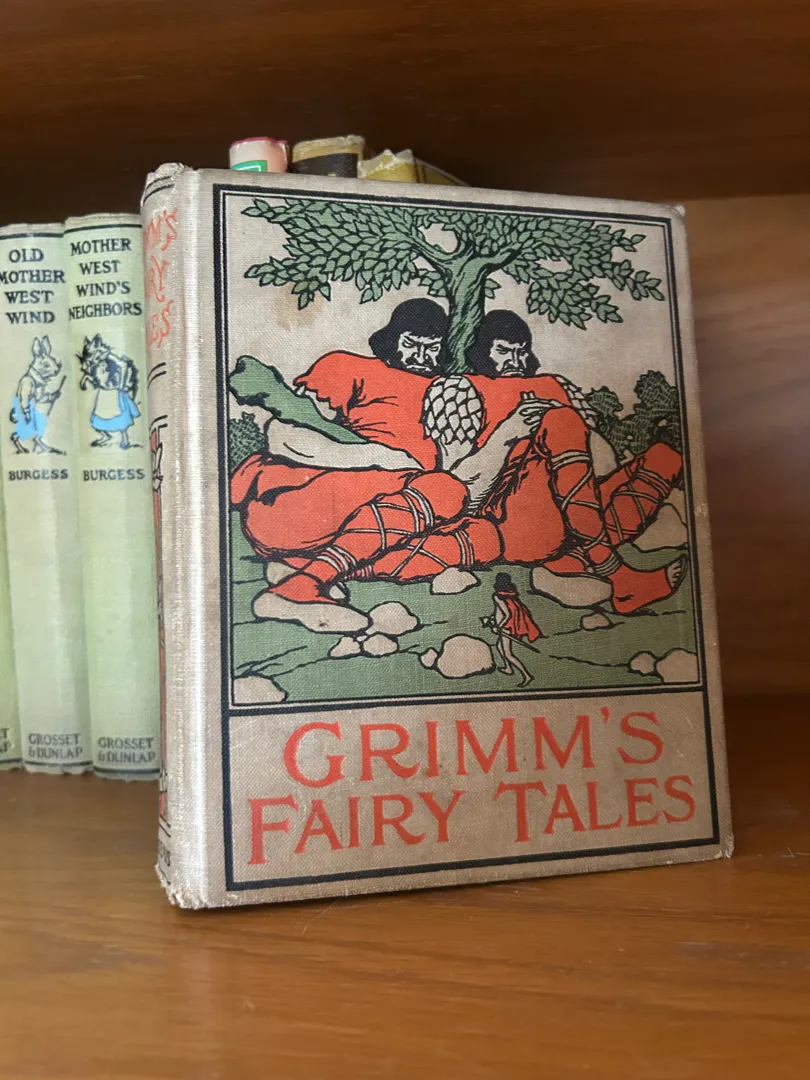 OLD
MOTHER
WEST
WIND
BURGESS
GROSSET
& DUNLAP
MOTHER
WEST
WIND'S
NEIGHBORS
BURGESS
GROSSET
& DUNLAP
GRIMM'S
FAIRY TALES